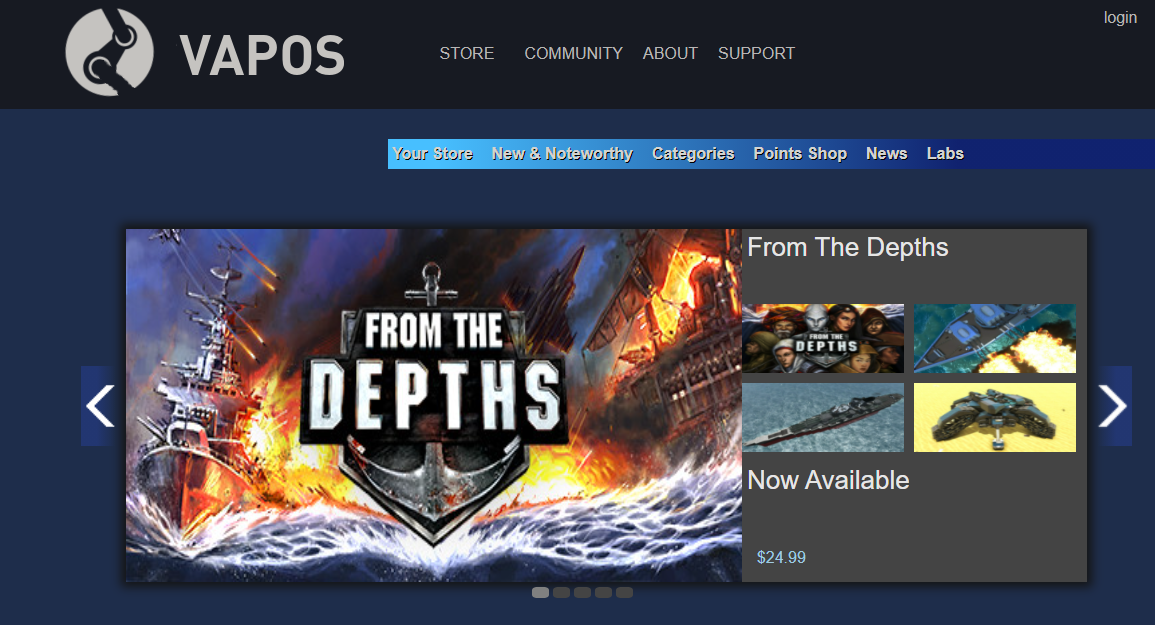 login
VAPOS
STORE COMMUNITY ABOUT SUPPORT
Your Store New & Noteworthy Categories Points Shop News Labs
FROM THE
DEPTHS
From The Depths
FROM THE
DEPTHS
Now Available
$24.99